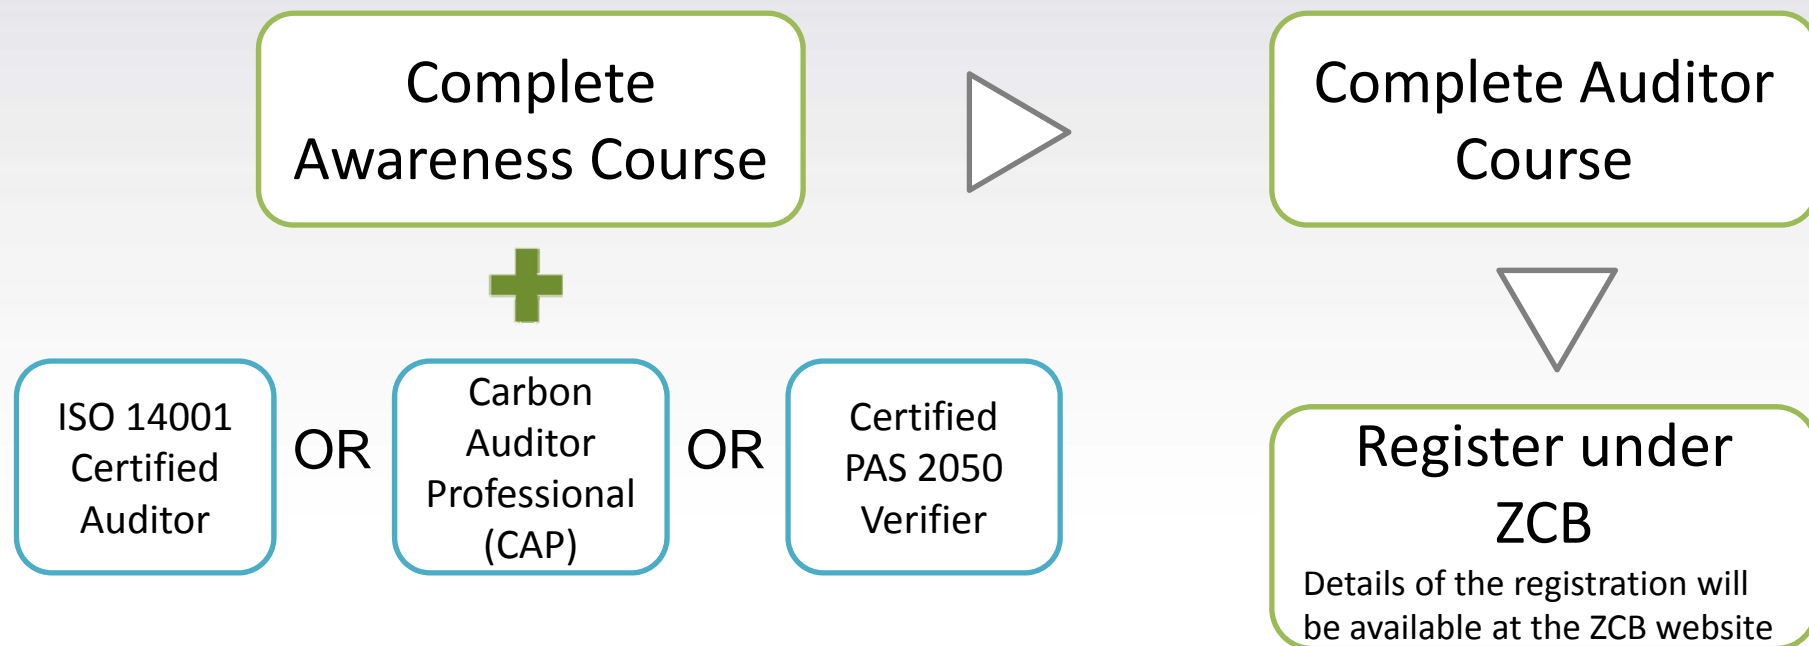 Complete
Awareness Course
Complete Auditor
Course
ISO 14001
Certified
Auditor
OR
Carbon
Auditor
Professional
(CAP)
OR
Certified
PAS 2050
Verifier
Register under
ZCB
Details of the registration will
be available at the ZCB website